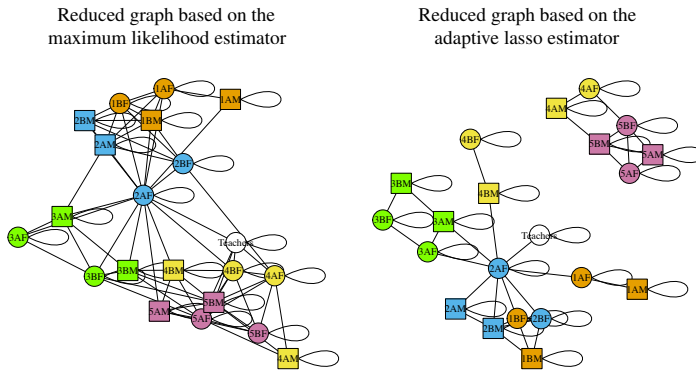 Reduced graph based on the
maximum likelihood estimator
Reduced graph based on the
adaptive lasso estimator
1AF
1BF
1AM
2BM
1BM
2AM
2BF
2AF
3AM
3AF
Teachers
3BF
3BM
4BM
4BF
4AF
5BM
5AM
5AF
5BF
4AM
4AF
4AM
5BF
5BM
5AM
5AF
4BF
3BM
4BM
3BF
3AM
Teachers
3AF
2AF
1AF
1AM
2AM
1BF
2BF
2BM
1BM